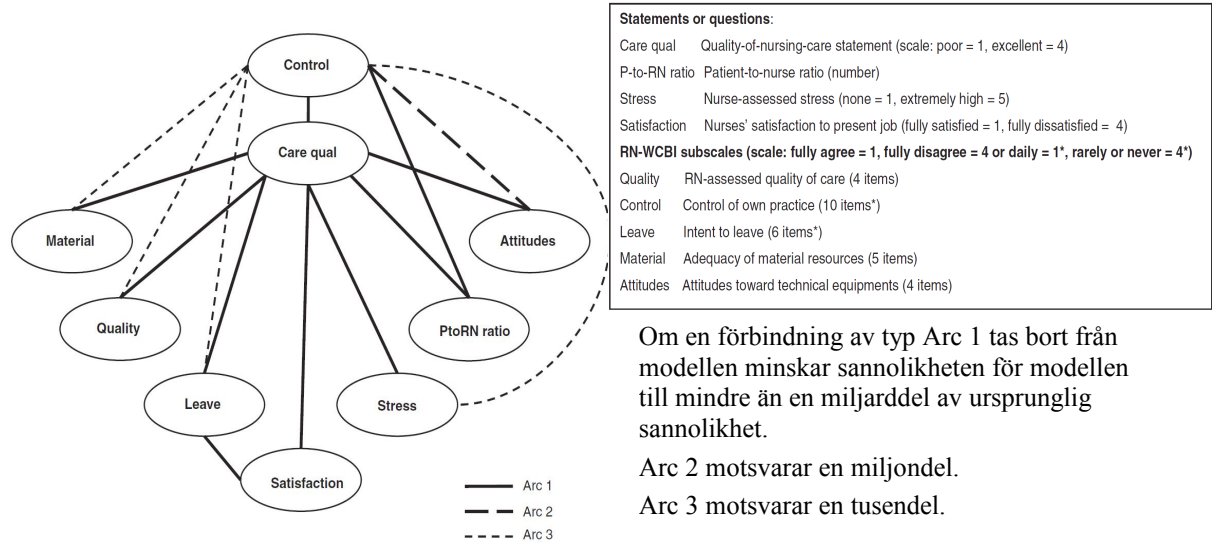 Control
Care qual
Material
Attitudes
Quality
PtoRN ratio
Leave
Stress
Satisfaction
Arc 1
Arc 2
Arc 3
Statements or questions:
Care qual Quality-of-nursing-care statement (scale: poor = 1, excellent = 4)
P-to-RN ratio Patient-to-nurse ratio (number)
Stress Nurse-assessed stress (none = 1, extremely high = 5)
Satisfaction Nurses' satisfaction to present job (fully satisfied = 1, fully dissatisfied = 4)
RN-WCBI subscales (scale: fully agree = 1, fully disagree = 4 or daily = 1*, rarely or never = 4*)
Quality RN-assessed quality of care (4 items)
Control Control of own practice (10 items*)
Leave Intent to leave (6 items*)
Material Adequacy of material resources (5 items)
Attitudes Attitudes toward technical equipments (4 items)
Om en förbindning av typ Arc 1 tas bort från
modellen minskar sannolikheten för modellen
till mindre än en miljarddel av ursprunglig
sannolikhet.
Arc 2 motsvarar en miljondel.
Arc 3 motsvarar en tusendel.